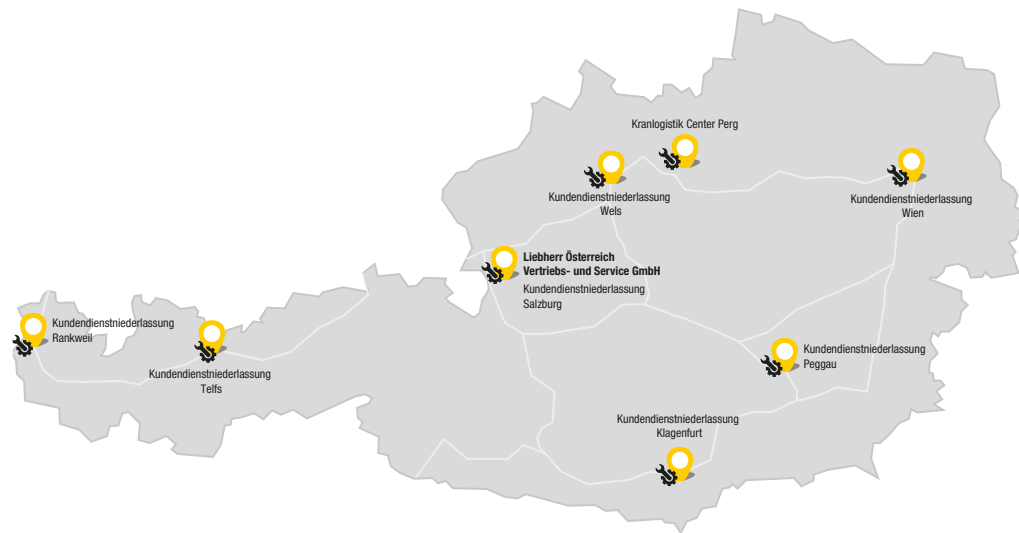 Kranlogistik Center Perg
Kundendienstniederlassung
Wels
Kundendienstniederlassung
Wien
Liebherr Österreich
Vertriebs- und Service GmbH
Kundendienstniederlassung
Salzburg
Kundendienstniederlassung
Rankweil
Kundendienstniederlassung
Telfs
Kundendienstniederlassung
Peggau
Kundendienstniederlassung
Klagenfurt